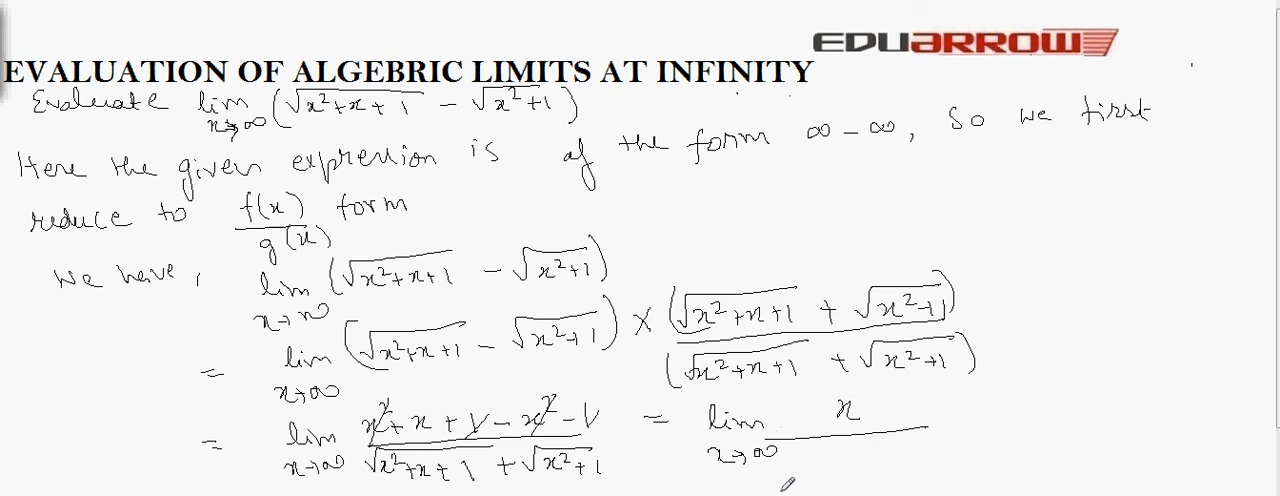 EDUARROW
EVALUATION OF ALGEBRIC LIMITS AT INFINITY
Evaluate lim x→∞ (√(x²+x+1) − √(x²+1))
Here the given expression is of the form ∞−∞, So we first
reduce to f(x)/g(x) form
We have, lim x→∞ (√(x²+x+1) − √(x²+1))
= lim x→∞ (√(x²+x+1) − √(x²+1)) × (√(x²+x+1) + √(x²+1))/(√(x²+x+1) + √(x²+1))
= lim x→∞ (x²+x+1−x²−1)/(√(x²+x+1) + √(x²+1)) = lim x→∞ x/